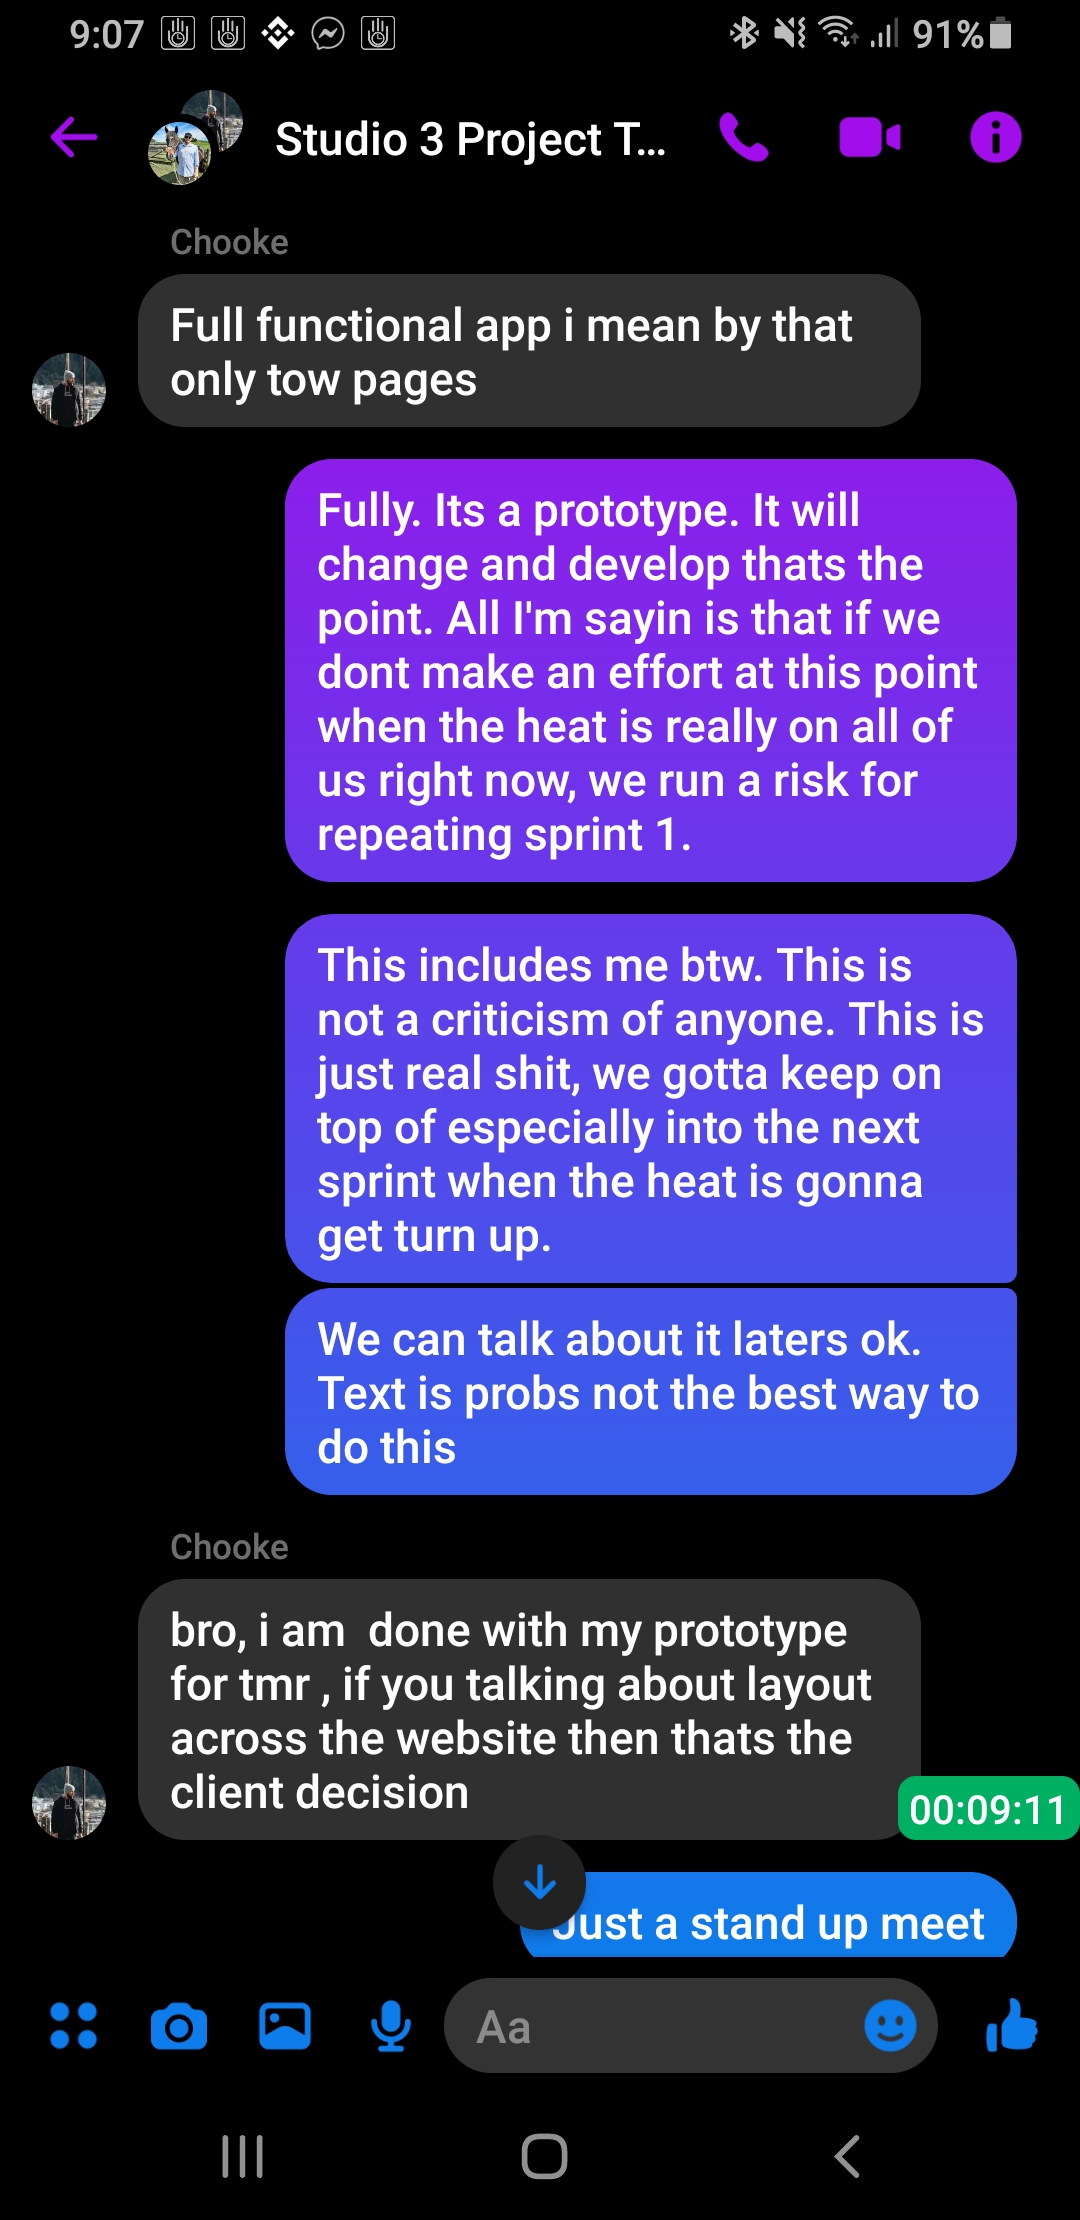 9:07
91%
Studio 3 Project T...
Chooke
Full functional app i mean by that
only tow pages
Fully. Its a prototype. It will
change and develop thats the
point. All I'm sayin is that if we
dont make an effort at this point
when the heat is really on all of
us right now, we run a risk for
repeating sprint 1.
This includes me btw. This is
not a criticism of anyone. This is
just real shit, we gotta keep on
top of especially into the next
sprint when the heat is gonna
get turn up.
We can talk about it laters ok.
Text is probs not the best way to
do this
Chooke
bro, i am  done with my prototype
for tmr , if you talking about layout
across the website then thats the
client decision
00:09:11
Just a stand up meet
Aa